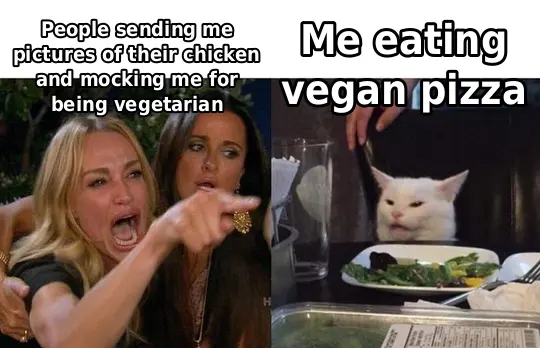 People sending me
pictures of their chicken
and mocking me for
being vegetarian
Me eating
vegan pizza